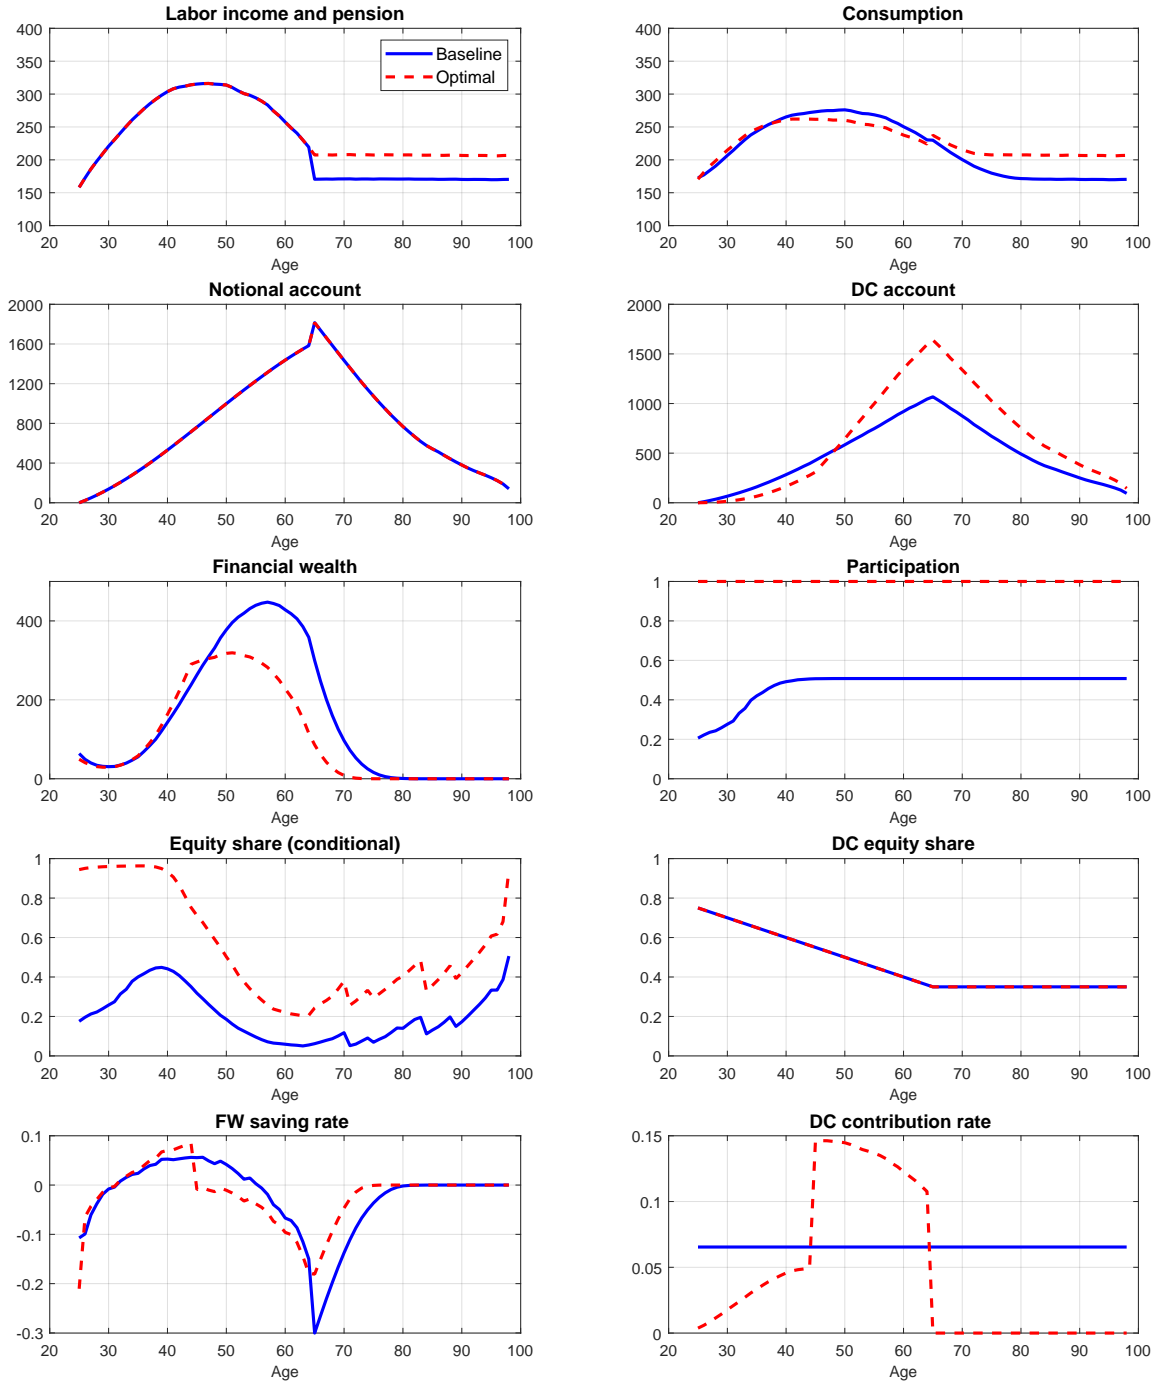 Labor income and pension
400
350
300
250
200
150
100
20 30 40 50 60 70 80 90 100
Age
Baseline
Optimal
Consumption
400
350
300
250
200
150
100
20 30 40 50 60 70 80 90 100
Age
Notional account
2000
1600
1200
800
400
0
20 30 40 50 60 70 80 90 100
Age
DC account
2000
1500
1000
500
0
20 30 40 50 60 70 80 90 100
Age
Financial wealth
400
200
0
20 30 40 50 60 70 80 90 100
Age
Participation
1
0.8
0.6
0.4
0.2
0
20 30 40 50 60 70 80 90 100
Age
Equity share (conditional)
1
0.8
0.6
0.4
0.2
0
20 30 40 50 60 70 80 90 100
Age
DC equity share
1
0.8
0.6
0.4
0.2
0
20 30 40 50 60 70 80 90 100
Age
FW saving rate
0.1
0
-0.1
-0.2
-0.3
20 30 40 50 60 70 80 90 100
Age
DC contribution rate
0.15
0.1
0.05
0
20 30 40 50 60 70 80 90 100
Age